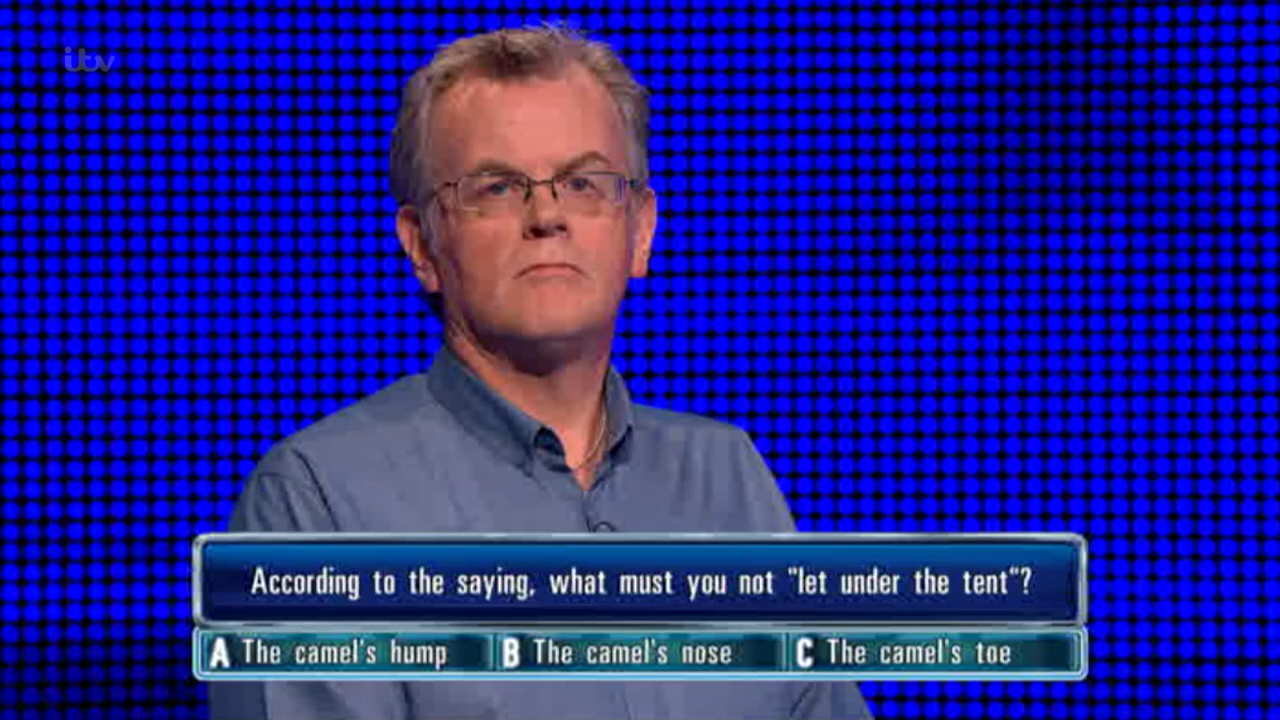 itv
According to the saying, what must you not "let under the tent"?
A The camel's hump B The camel's nose C The camel's toe